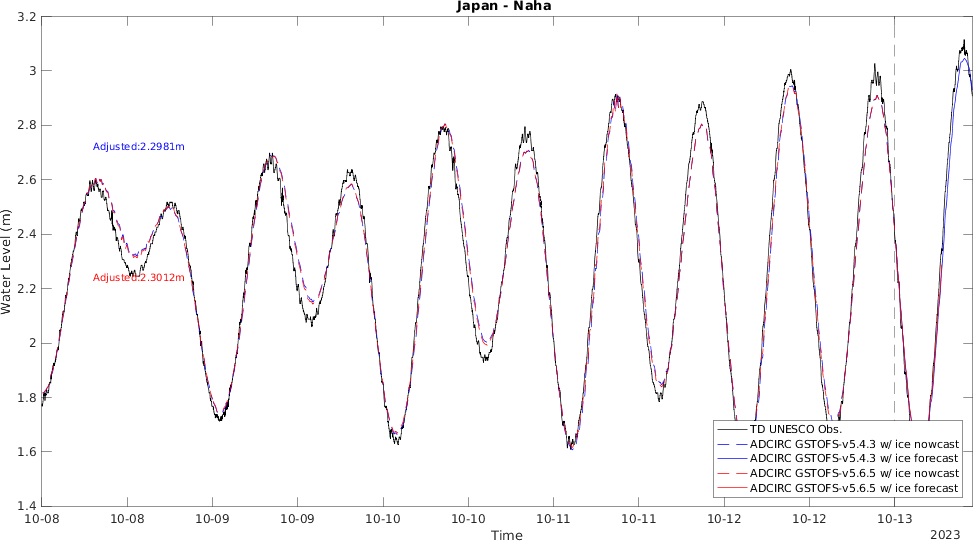 Japan - Naha
3.2
3
2.8
2.6
2.4
2.2
2
1.8
1.6
1.4
Water Level (m)
Adjusted:2.2981m
Adjusted:2.3012m
TD UNESCO Obs.
ADCIRC GSTOFS-v5.4.3 w/ ice nowcast
ADCIRC GSTOFS-v5.4.3 w/ ice forecast
ADCIRC GSTOFS-v5.6.5 w/ ice nowcast
ADCIRC GSTOFS-v5.6.5 w/ ice forecast
10-08 10-08 10-09 10-09 10-10 10-10 10-11 10-11 10-12 10-12 10-13
Time
2023